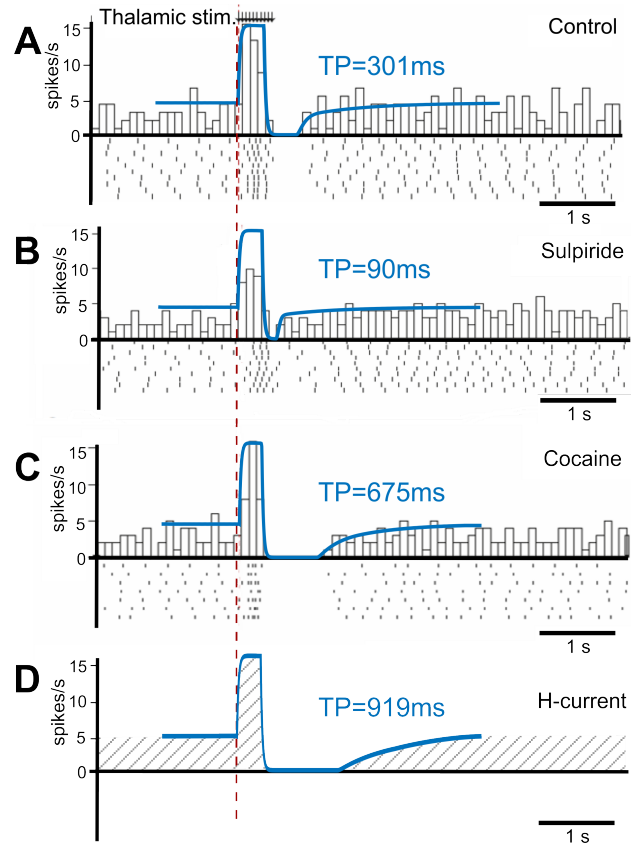 Thalamic stim.
A
Control
spikes/s
15
10
5
0
TP=301ms
1 s
B
Sulpiride
spikes/s
15
10
5
0
TP=90ms
1 s
C
Cocaine
spikes/s
15
10
5
0
TP=675ms
1 s
D
H-current
spikes/s
15
10
5
0
TP=919ms
1 s